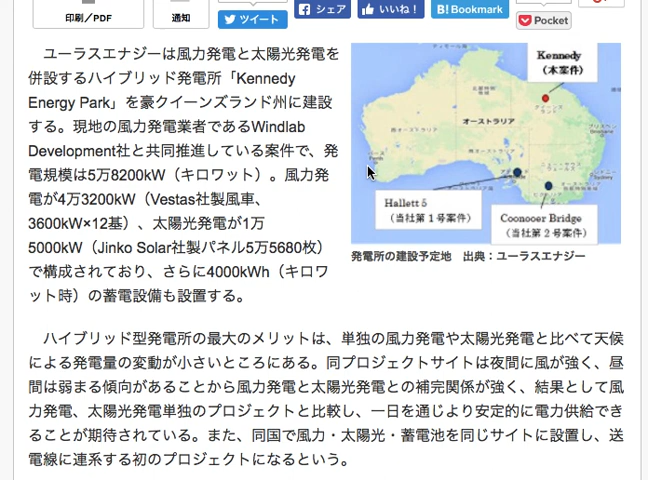 印刷／PDF
通知
ツイート
シェア
いいね！
B! Bookmark
Pocket
ユーラスエナジーは風力発電と太陽光発電を
併設するハイブリッド発電所「Kennedy
Energy Park」を豪クイーンズランド州に建設
する。現地の風力発電業者であるWindlab
Development社と共同推進している案件で、発
電規模は5万8200kW（キロワット）。風力発
電が4万3200kW（Vestas社製風車、
3600kW×12基）、太陽光発電が1万
5000kW（Jinko Solar社製パネル5万5680枚）
で構成されており、さらに4000kWh（キロワ
ット時）の蓄電設備も設置する。
Kennedy
（本案件）
オーストラリア
Hallett 5
（当社第１号案件）
Coonooer Bridge
（当社第２号案件）
発電所の建設予定地　出典：ユーラスエナジー
ハイブリッド型発電所の最大のメリットは、単独の風力発電や太陽光発電と比べて天候
による発電量の変動が小さいところにある。同プロジェクトサイトは夜間に風が強く、昼
間は弱まる傾向があることから風力発電と太陽光発電との補完関係が強く、結果として風
力発電、太陽光発電単独のプロジェクトと比較し、一日を通じより安定的に電力供給でき
ることが期待されている。また、同国で風力・太陽光・蓄電池を同じサイトに設置し、送
電線に連系する初のプロジェクトになるという。